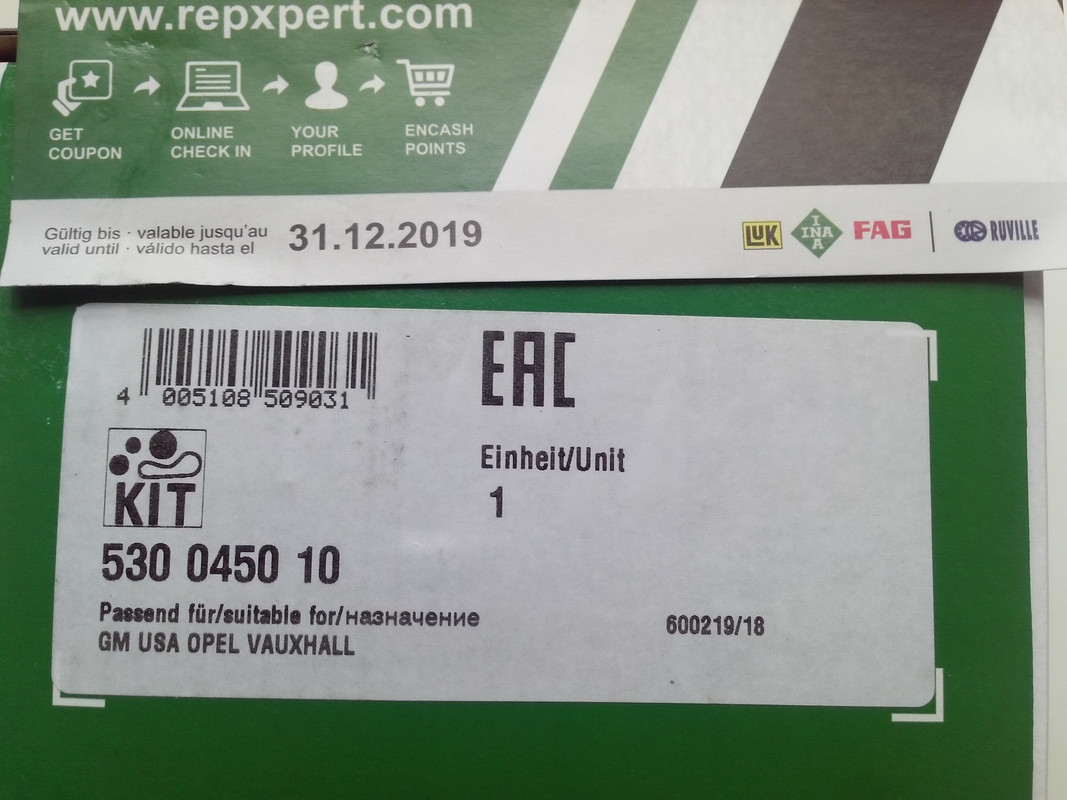 www.repxpert.com
GET COUPON
ONLINE CHECK IN
YOUR PROFILE
ENCASH POINTS
Gültig bis · valable jusqu'au
valid until · válido hasta el
31.12.2019
LUK
INA
INA
FAG
RUVILLE
4 005108 509031
EAC
KIT
Einheit/Unit
1
530 0450 10
Passend für/suitable for/назначение
GM USA OPEL VAUXHALL
600219/18